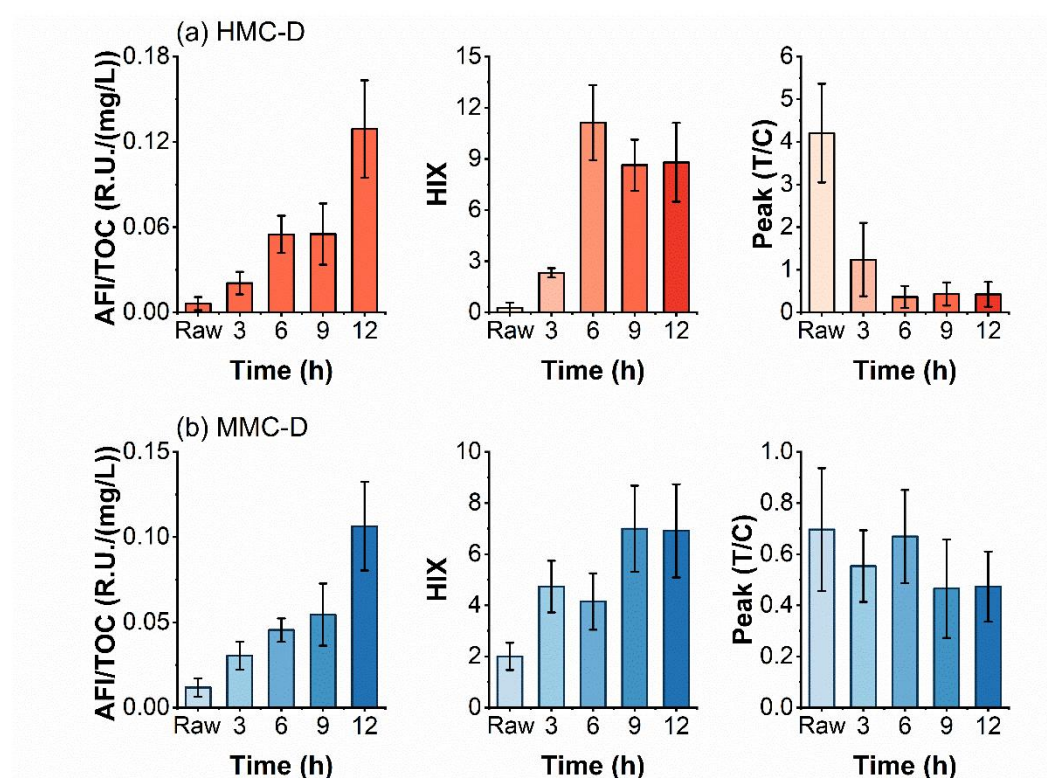 (a) HMC-D
AFI/TOC (R.U./(mg/L))
0.18
0.12
0.06
0.00
Raw 3 6 9 12
Time (h)
HIX
15
12
9
6
3
0
Raw 3 6 9 12
Time (h)
Peak (T/C)
6
5
4
3
2
1
0
Raw 3 6 9 12
Time (h)
(b) MMC-D
AFI/TOC (R.U./(mg/L))
0.15
0.10
0.05
0.00
Raw 3 6 9 12
Time (h)
HIX
10
8
6
4
2
0
Raw 3 6 9 12
Time (h)
Peak (T/C)
1.0
0.8
0.6
0.4
0.2
0.0
Raw 3 6 9 12
Time (h)